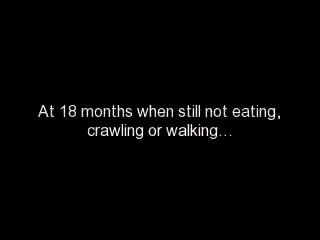 At 18 months when still not eating,
crawling or walking…